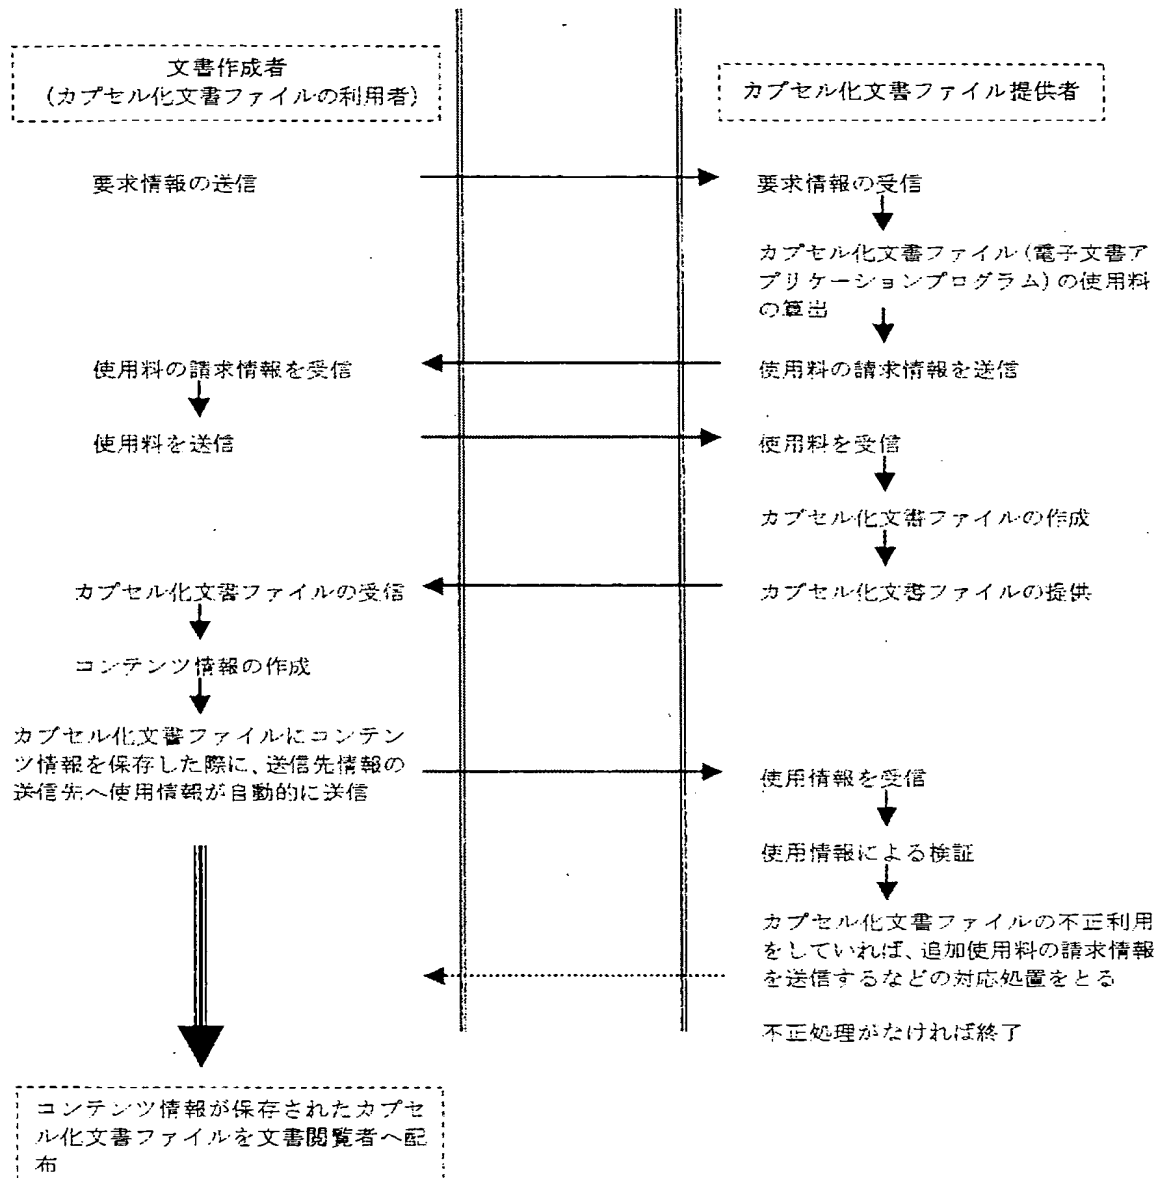 文書作成者
(カプセル化文書ファイルの利用者)
カプセル化文書ファイル提供者
要求情報の送信
要求情報の受信
カプセル化文書ファイル(電子文書ア
プリケーションプログラム)の使用料
の算出
使用料の請求情報を受信
使用料の請求情報を送信
使用料を送信
使用料を受信
カプセル化文書ファイルの作成
カプセル化文書ファイルの受信
カプセル化文書ファイルの提供
コンテンツ情報の作成
カプセル化文書ファイルにコンテン
ツ情報を保存した際に、送信先情報の
送信先へ使用情報が自動的に送信
使用情報を受信
使用情報による検証
カプセル化文書ファイルの不正利用
をしていれば、追加使用料の請求情報
を送信するなどの対応処置をとる
不正処理がなければ終了
コンテンツ情報が保存されたカプセ
ル化文書ファイルを文書閲覧者へ配
布